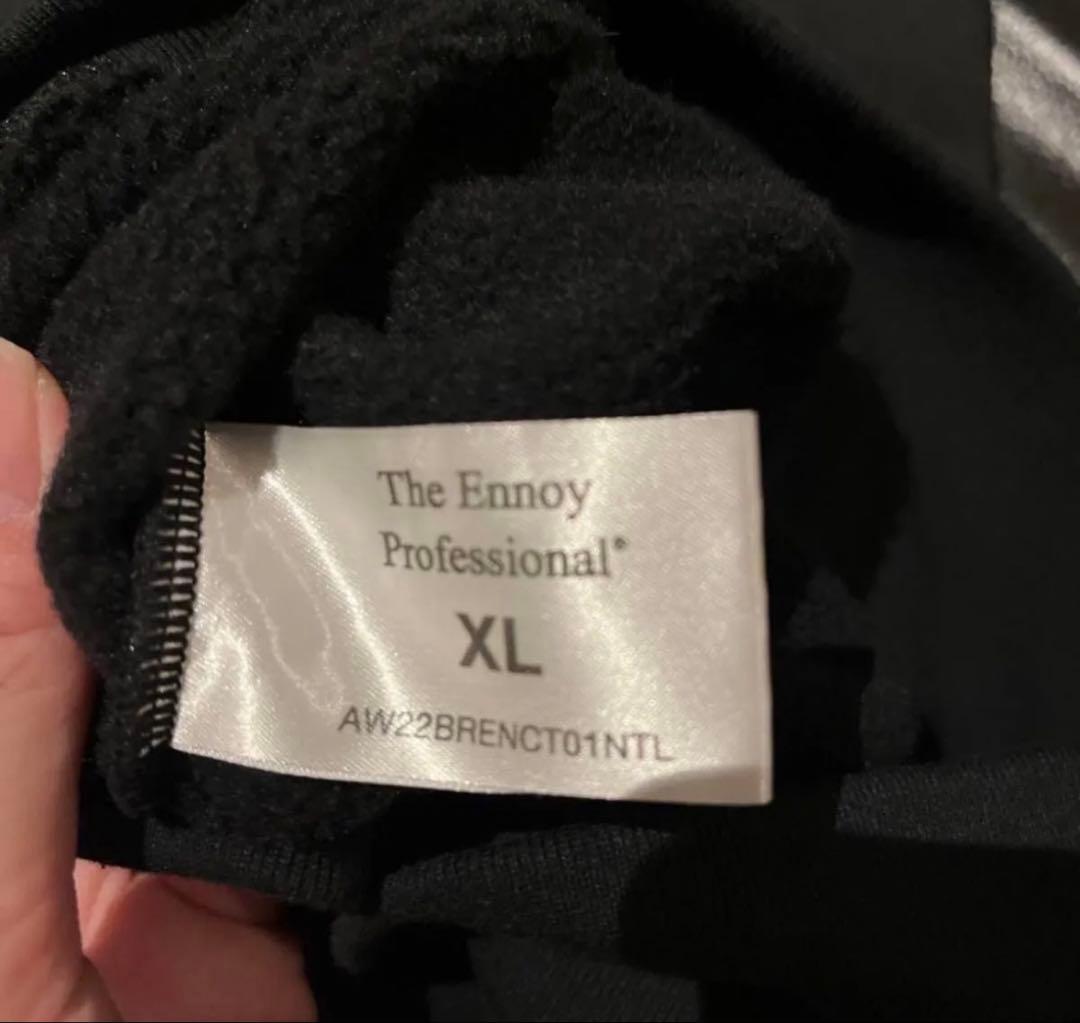 The Ennoy
Professional®
XL
AW22BRENCT01NTL